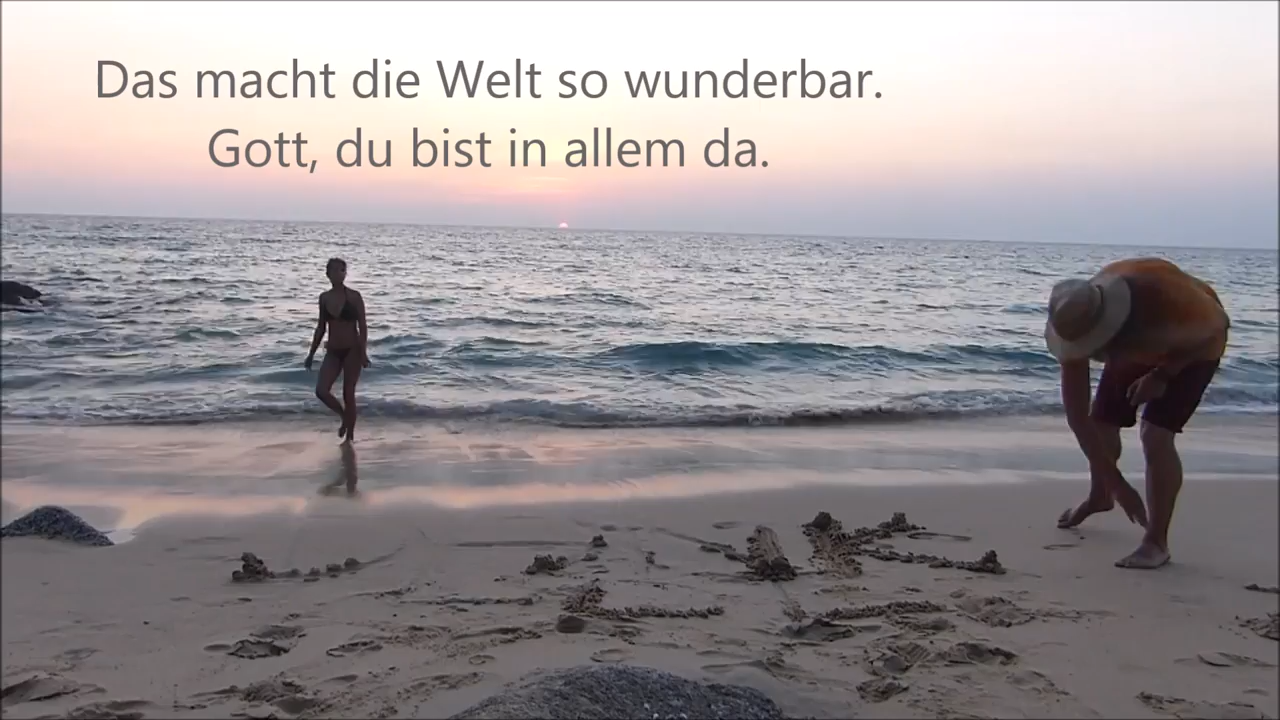 Das macht die Welt so wunderbar.
Gott, du bist in allem da.